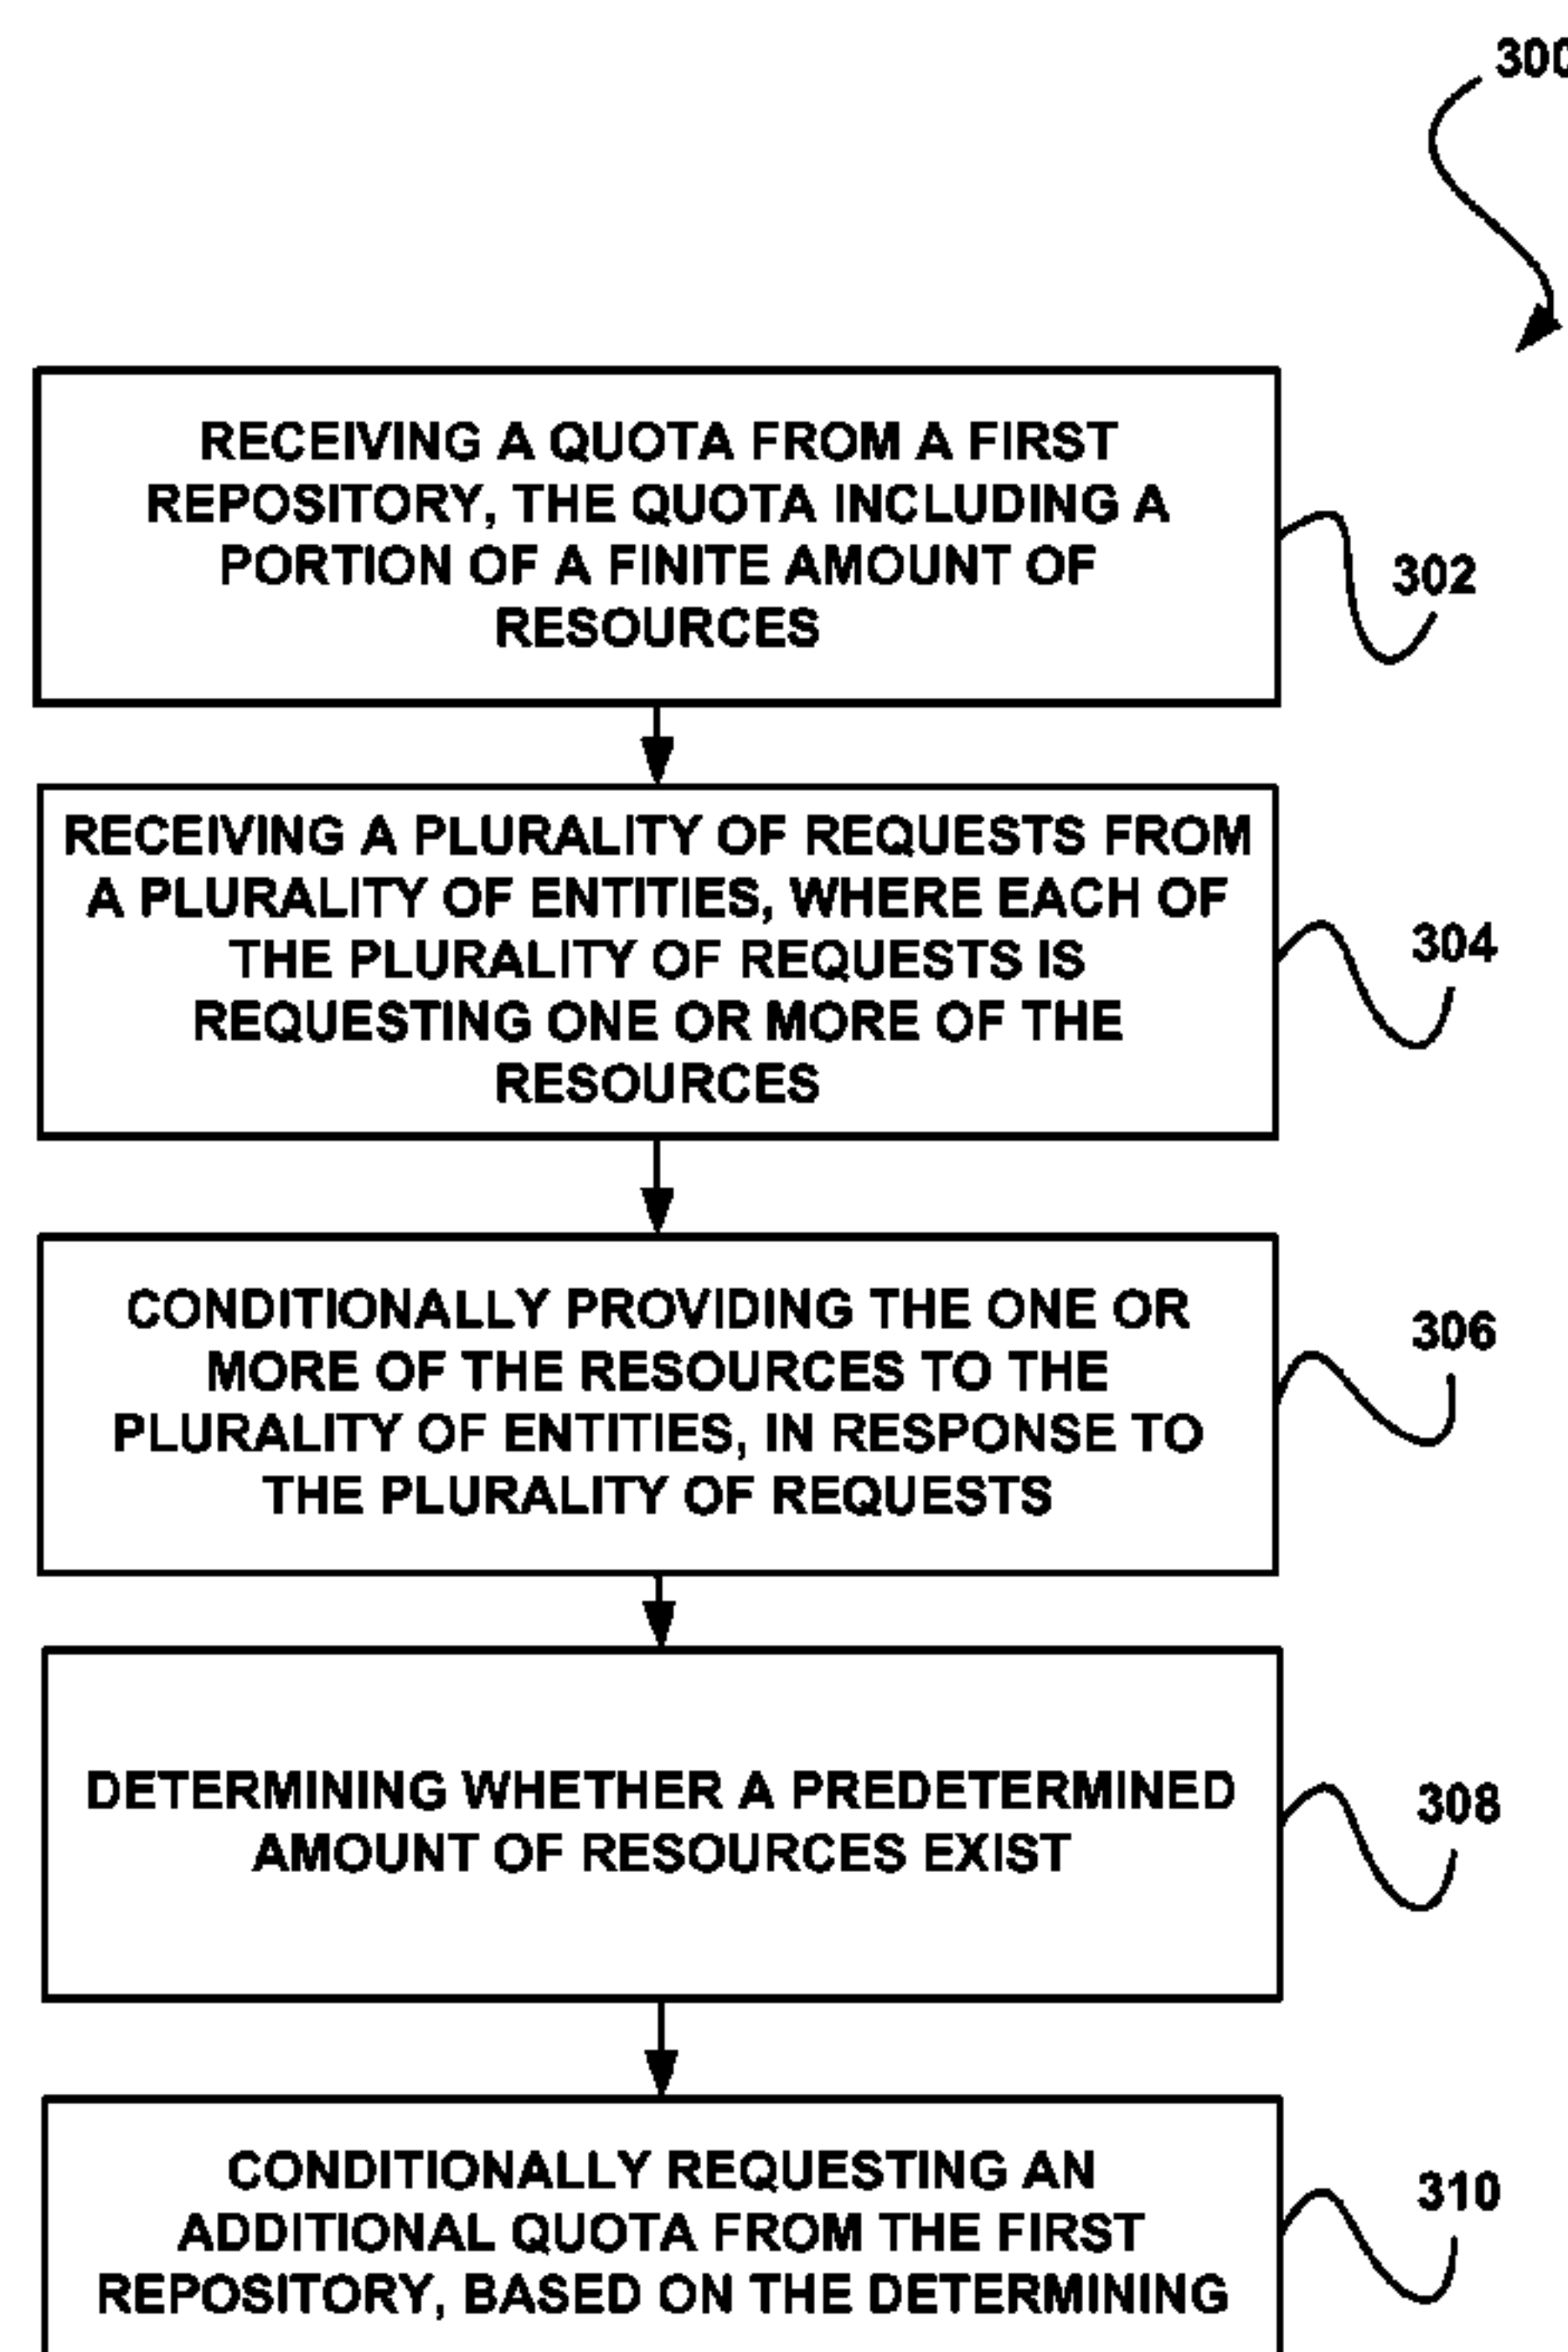 300
RECEIVING A QUOTA FROM A FIRST
REPOSITORY, THE QUOTA INCLUDING A
PORTION OF A FINITE AMOUNT OF
RESOURCES
302
RECEIVING A PLURALITY OF REQUESTS FROM
A PLURALITY OF ENTITIES, WHERE EACH OF
THE PLURALITY OF REQUESTS IS
REQUESTING ONE OR MORE OF THE
RESOURCES
304
CONDITIONALLY PROVIDING THE ONE OR
MORE OF THE RESOURCES TO THE
PLURALITY OF ENTITIES, IN RESPONSE TO
THE PLURALITY OF REQUESTS
306
DETERMINING WHETHER A PREDETERMINED
AMOUNT OF RESOURCES EXIST
308
CONDITIONALLY REQUESTING AN
ADDITIONAL QUOTA FROM THE FIRST
REPOSITORY, BASED ON THE DETERMINING
310